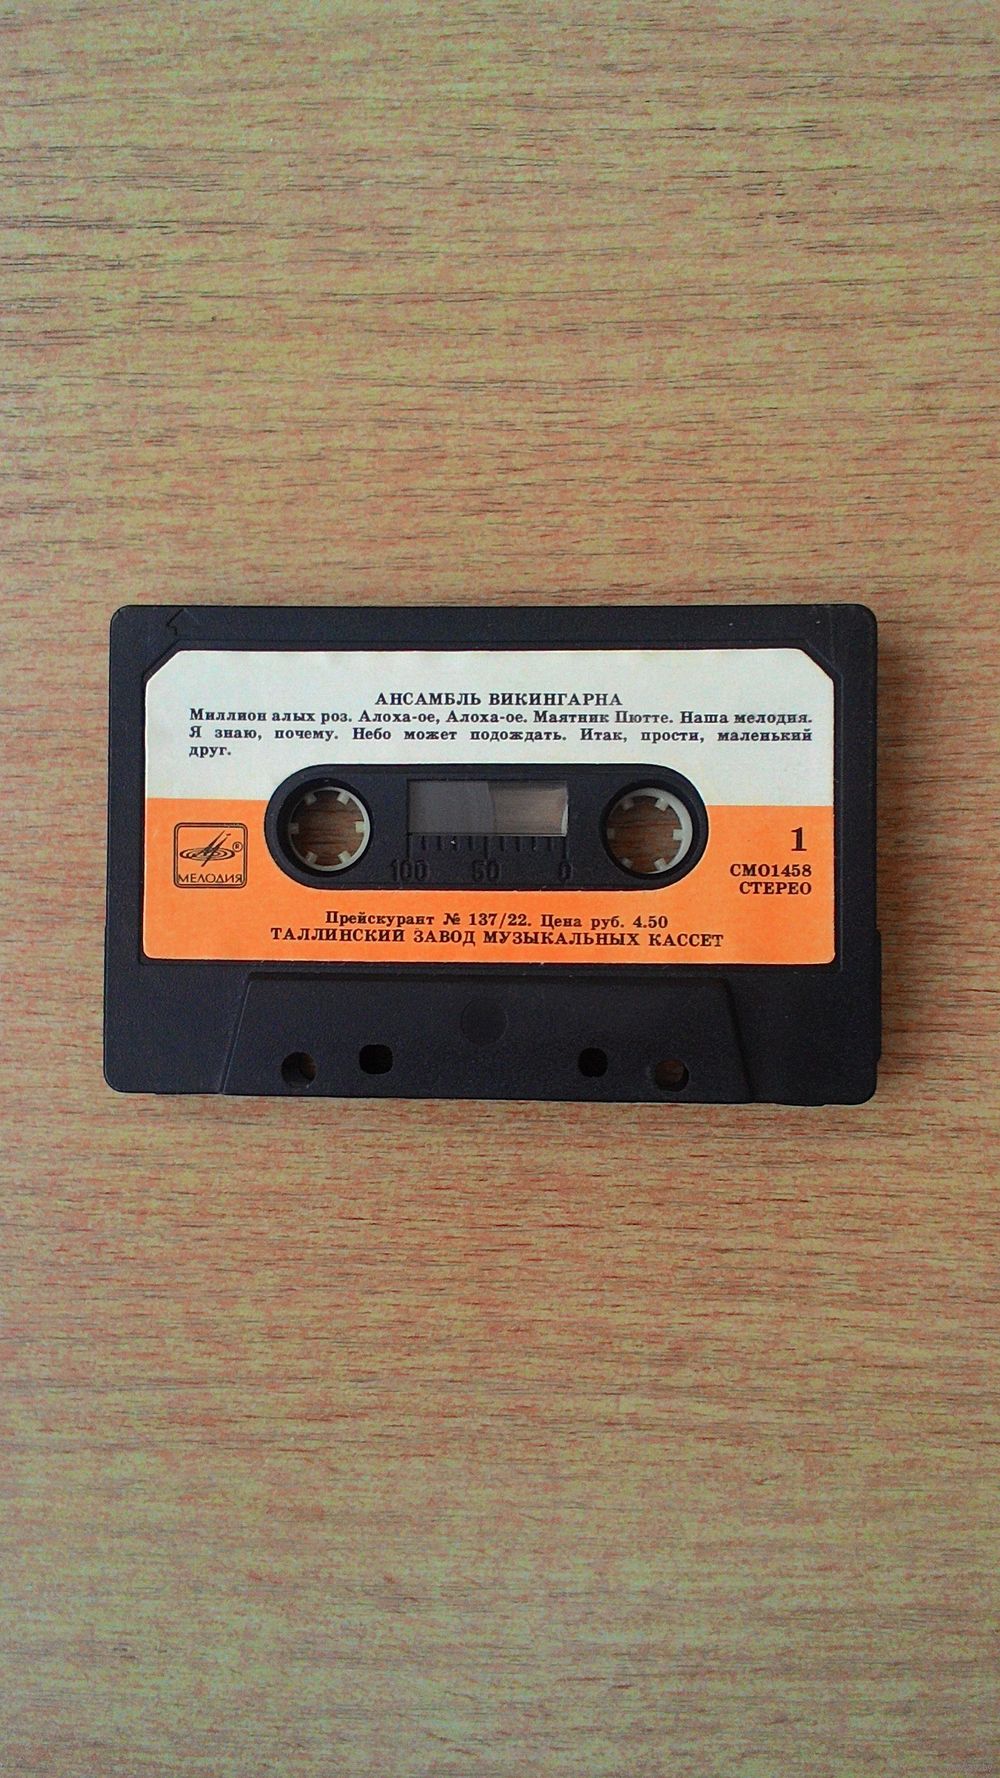 АНСАМБЛЬ ВИКИНГАРНА
Миллион алых роз. Алоха-ое, Алоха-ое. Маятник Пютте. Наша мелодия.
Я знаю, почему. Небо может подождать. Итак, прости, маленький
друг.
МЕЛОДИЯ
®
100 50 0
1
СМО1458
СТЕРЕО
Прейскурант № 137/22. Цена руб. 4.50
ТАЛЛИНСКИЙ ЗАВОД МУЗЫКАЛЬНЫХ КАССЕТ